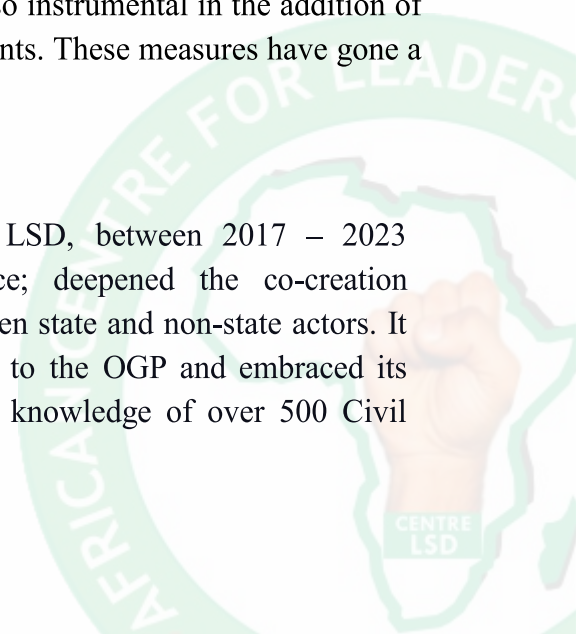 instrumental in the addition of
nts. These measures have gone a
LSD, between 2017 – 2023
ce; deepened the co-creation
en state and non-state actors. It
to the OGP and embraced its
knowledge of over 500 Civil
AFRICAN CENTRE FOR LEADERS
CENTRE
LSD